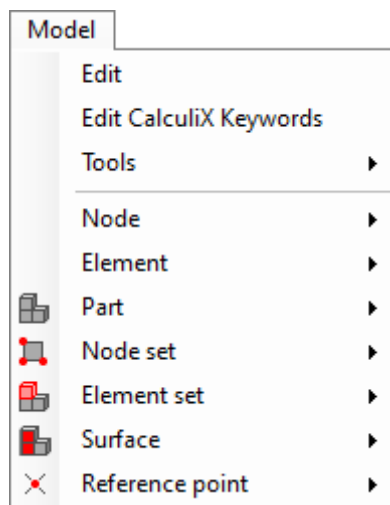 Model
Edit
Edit CalculiX Keywords
Tools
Node
Element
Part
Node set
Element set
Surface
Reference point